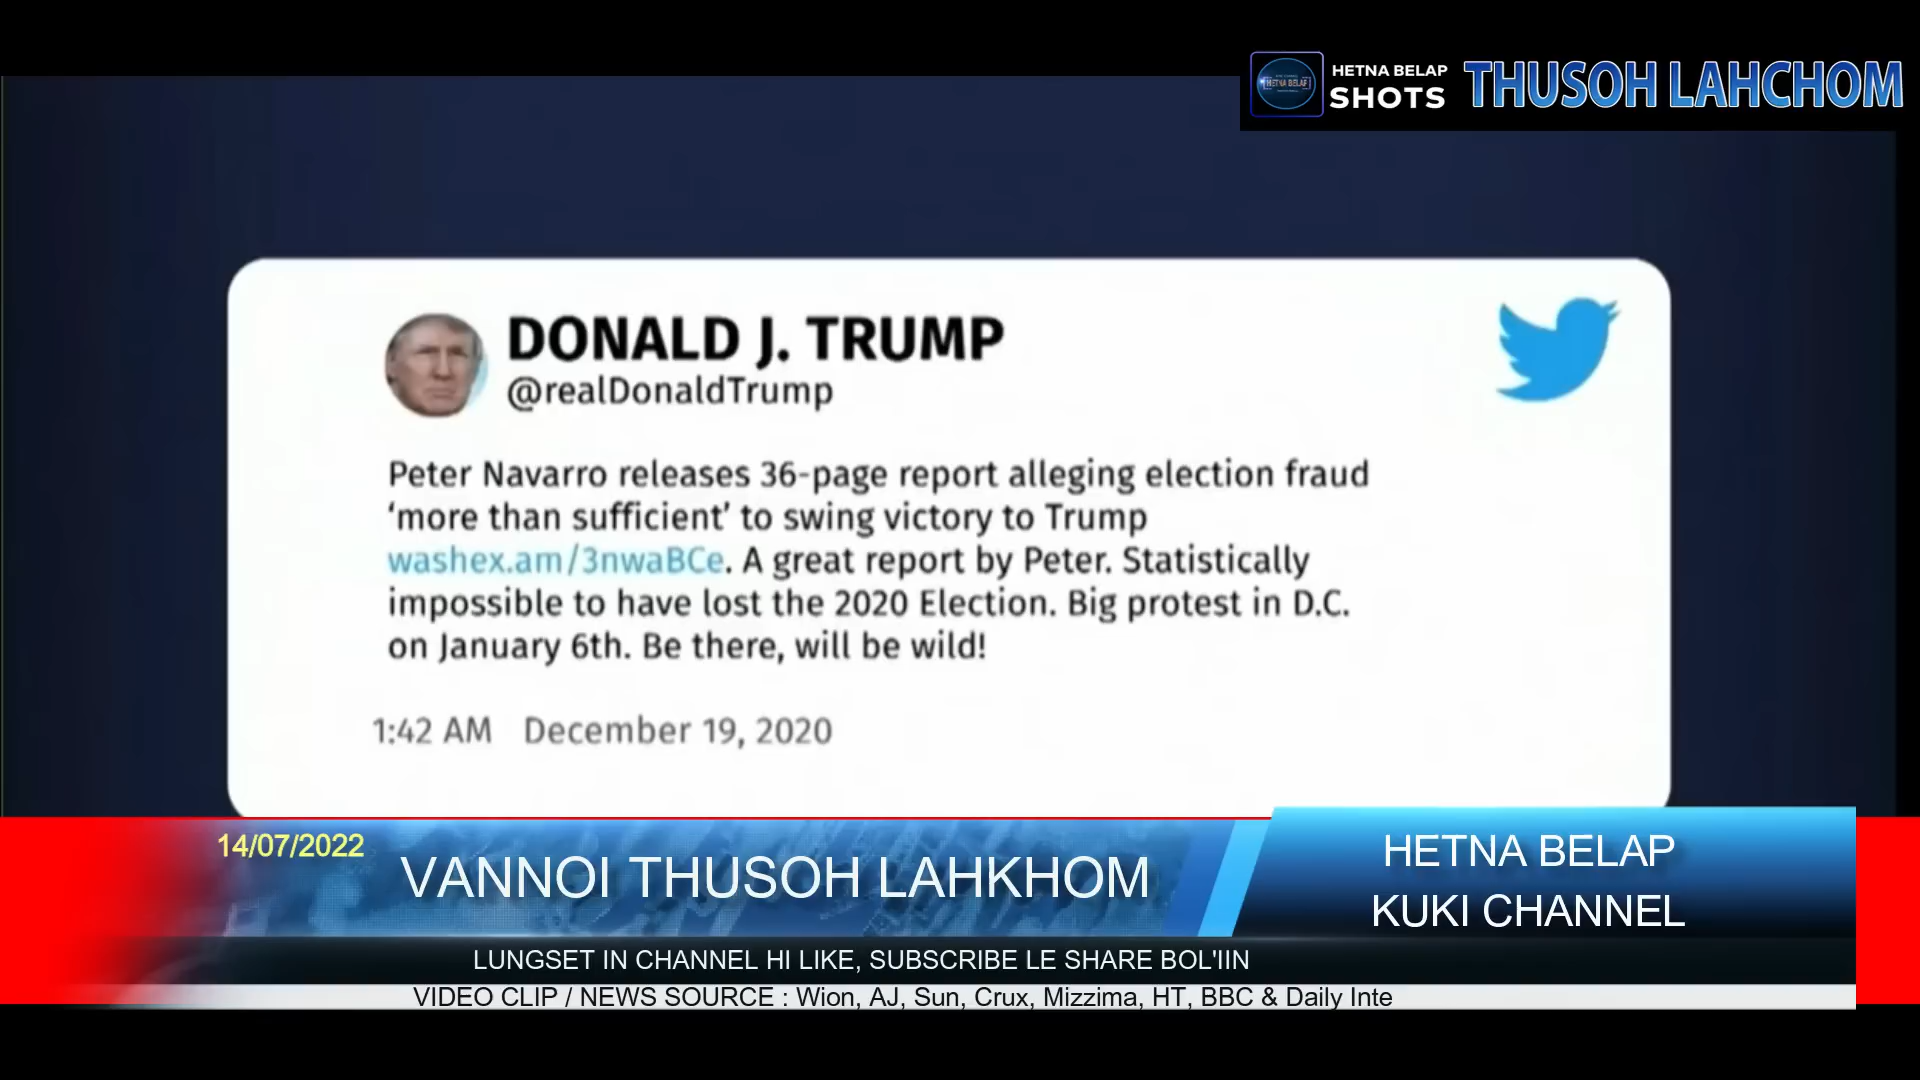 HETNA BELAP
SHOTS
THUSOH LAHCHOM
HETNA BELAP
DONALD J. TRUMP
@realDonaldTrump
Peter Navarro releases 36-page report alleging election fraud
‘more than sufficient’ to swing victory to Trump
washex.am/3nwaBCe. A great report by Peter. Statistically
impossible to have lost the 2020 Election. Big protest in D.C.
on January 6th. Be there, will be wild!
1:42 AM December 19, 2020
14/07/2022
VANNOI THUSOH LAHKHOM
HETNA BELAP
KUKI CHANNEL
LUNGSET IN CHANNEL HI LIKE, SUBSCRIBE LE SHARE BOL'IIN
VIDEO CLIP / NEWS SOURCE : Wion, AJ, Sun, Crux, Mizzima, HT, BBC & Daily Inte